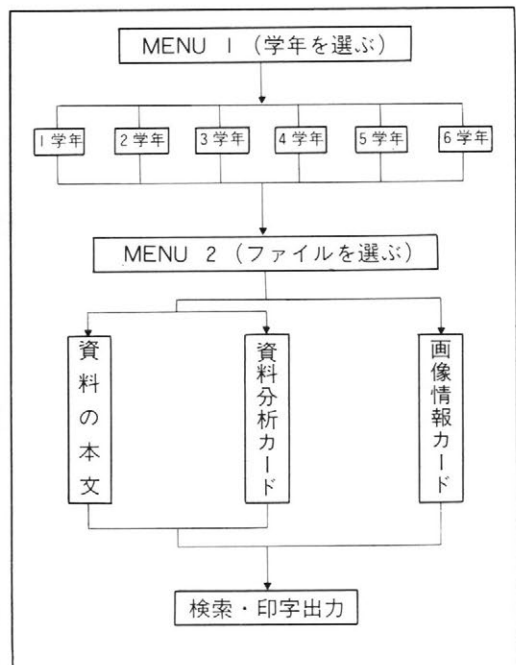 MENU 1 (学年を選ぶ)
1学年 2学年 3学年 4学年 5学年 6学年
MENU 2 (ファイルを選ぶ)
資料の本文
資料分析カード
画像情報カード
検索・印字出力